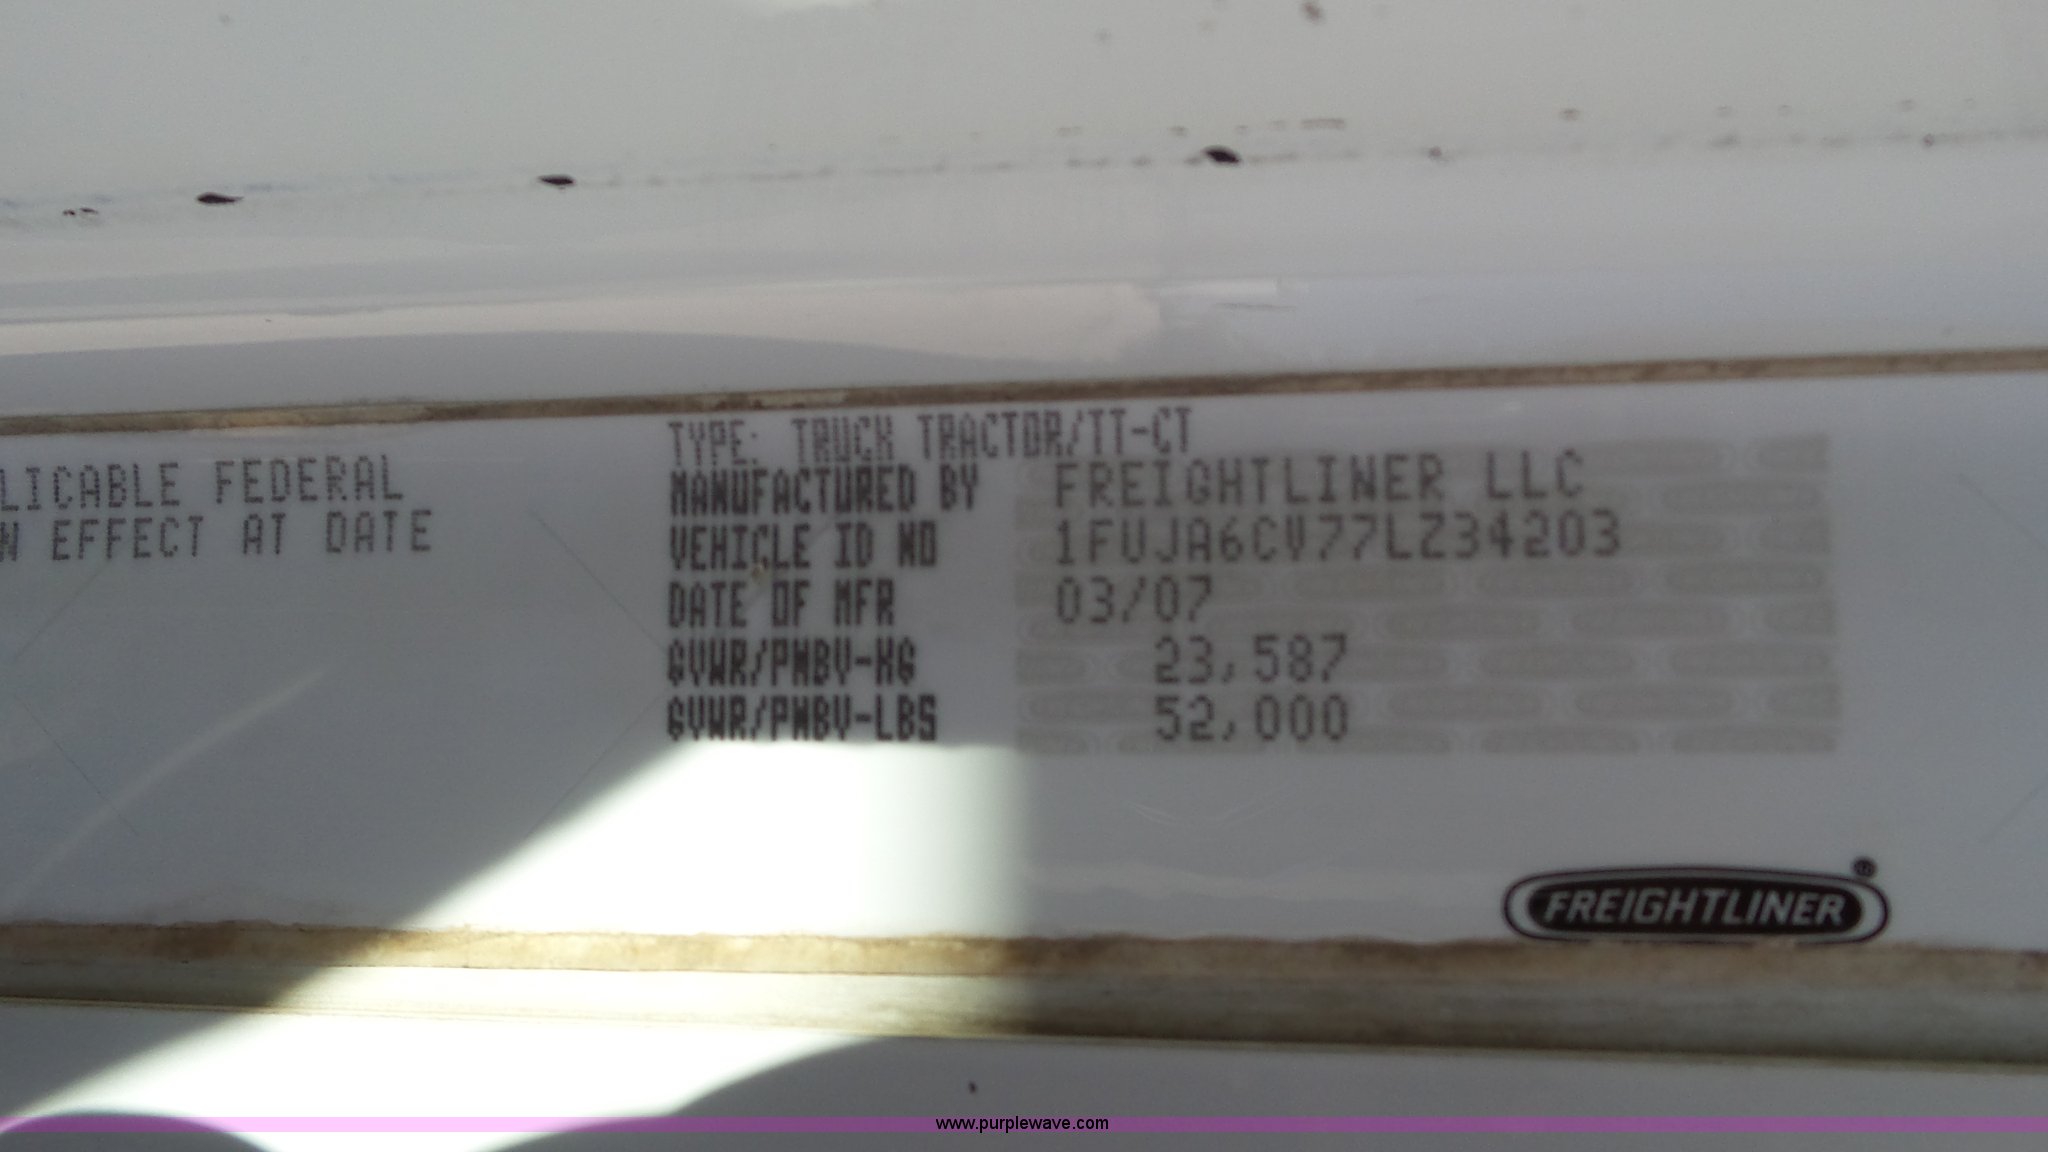 LICABLE FEDERAL
N EFFECT AT DATE
TYPE: TRUCK TRACTOR/TT-CT
MANUFACTURED BY FREIGHTLINER LLC
VEHICLE ID NO 1FUJA6CV77LZ34203
DATE OF MFR 03/07
GVWR/PNBV-KG 23,587
GVWR/PNBV-LBS 52,000
FREIGHTLINER®
www.purplewave.com